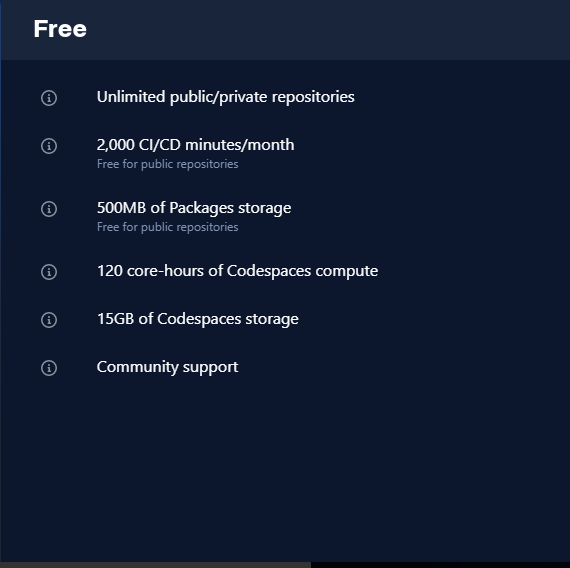 Free
Unlimited public/private repositories
2,000 CI/CD minutes/month
Free for public repositories
500MB of Packages storage
Free for public repositories
120 core-hours of Codespaces compute
15GB of Codespaces storage
Community support